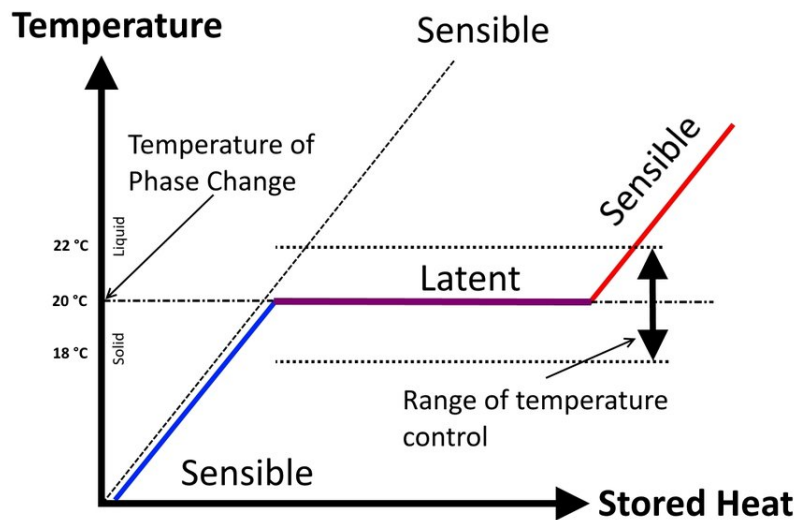 Temperature
Sensible
Temperature of
Phase Change
Sensible
Liquid
22 °C
Latent
20 °C
Solid
18 °C
Range of temperature
control
Sensible
Stored Heat